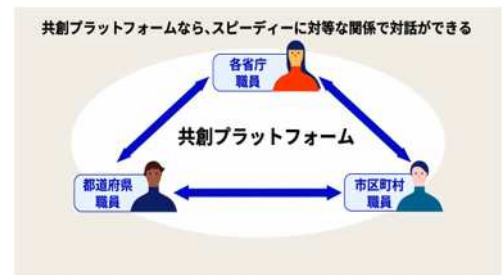 共創プラットフォームなら、スピーディーに対等な関係で対話ができる
各省庁
職員
共創プラットフォーム
都道府県
職員
市区町村
職員